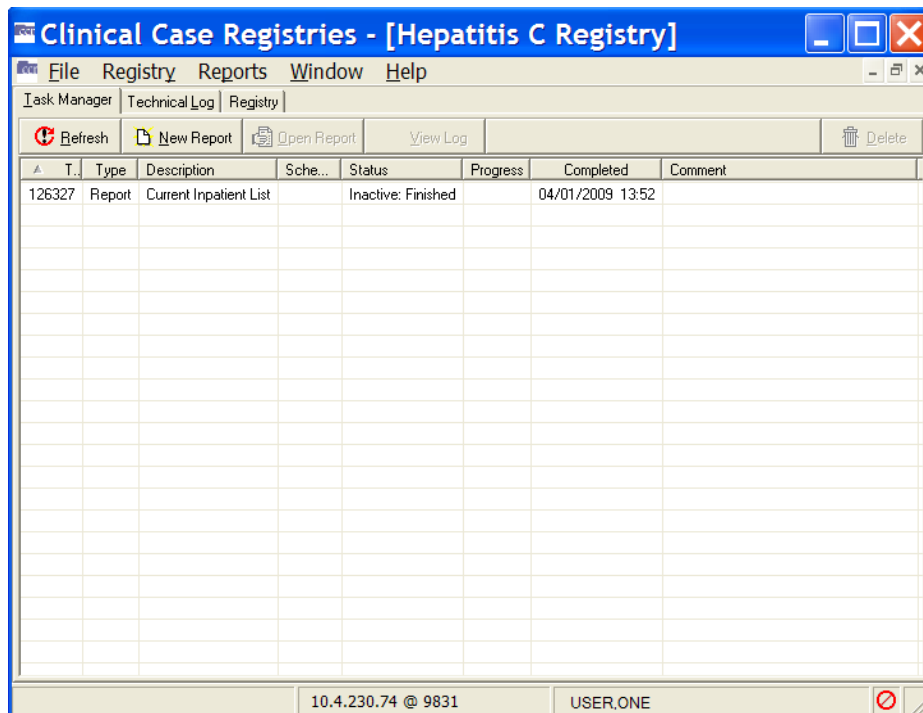 Clinical Case Registries - [Hepatitis C Registry]
File Registry Reports Window Help
Task Manager Technical Log Registry
Refresh New Report Open Report View Log Delete
T.. Type Description Sche... Status Progress Completed Comment
126327 Report Current Inpatient List Inactive: Finished 04/01/2009 13:52
10.4.230.74 @ 9831 USER,ONE